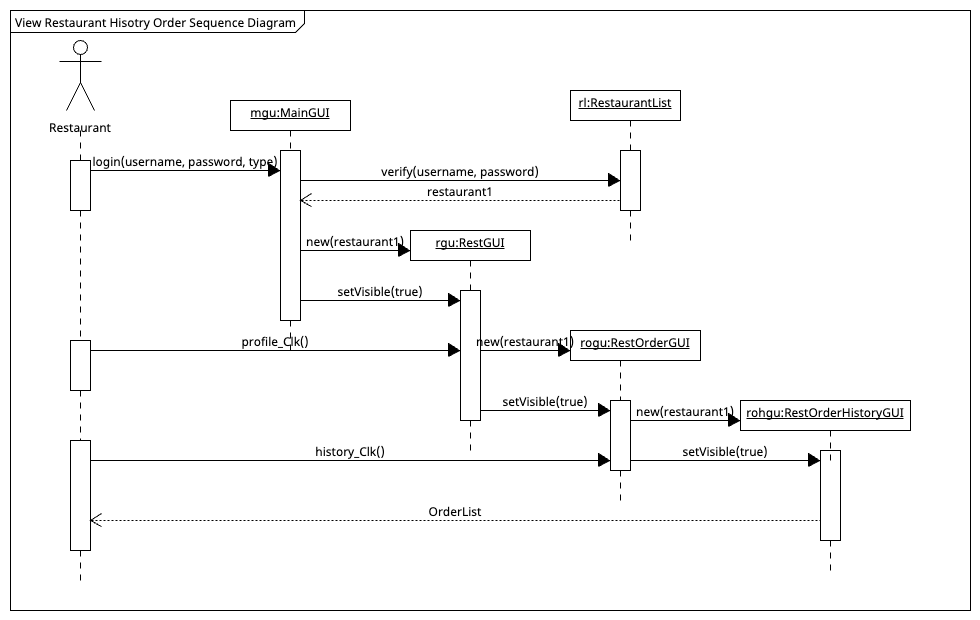 View Restaurant Hisotry Order Sequence Diagram
Restaurant
mgu:MainGUI
rl:RestaurantList
login(username, password, type)
verify(username, password)
restaurant1
new(restaurant1)
rgu:RestGUI
setVisible(true)
profile_Clk()
new(restaurant1)
rogu:RestOrderGUI
setVisible(true)
new(restaurant1)
rohgu:RestOrderHistoryGUI
history_Clk()
setVisible(true)
OrderList